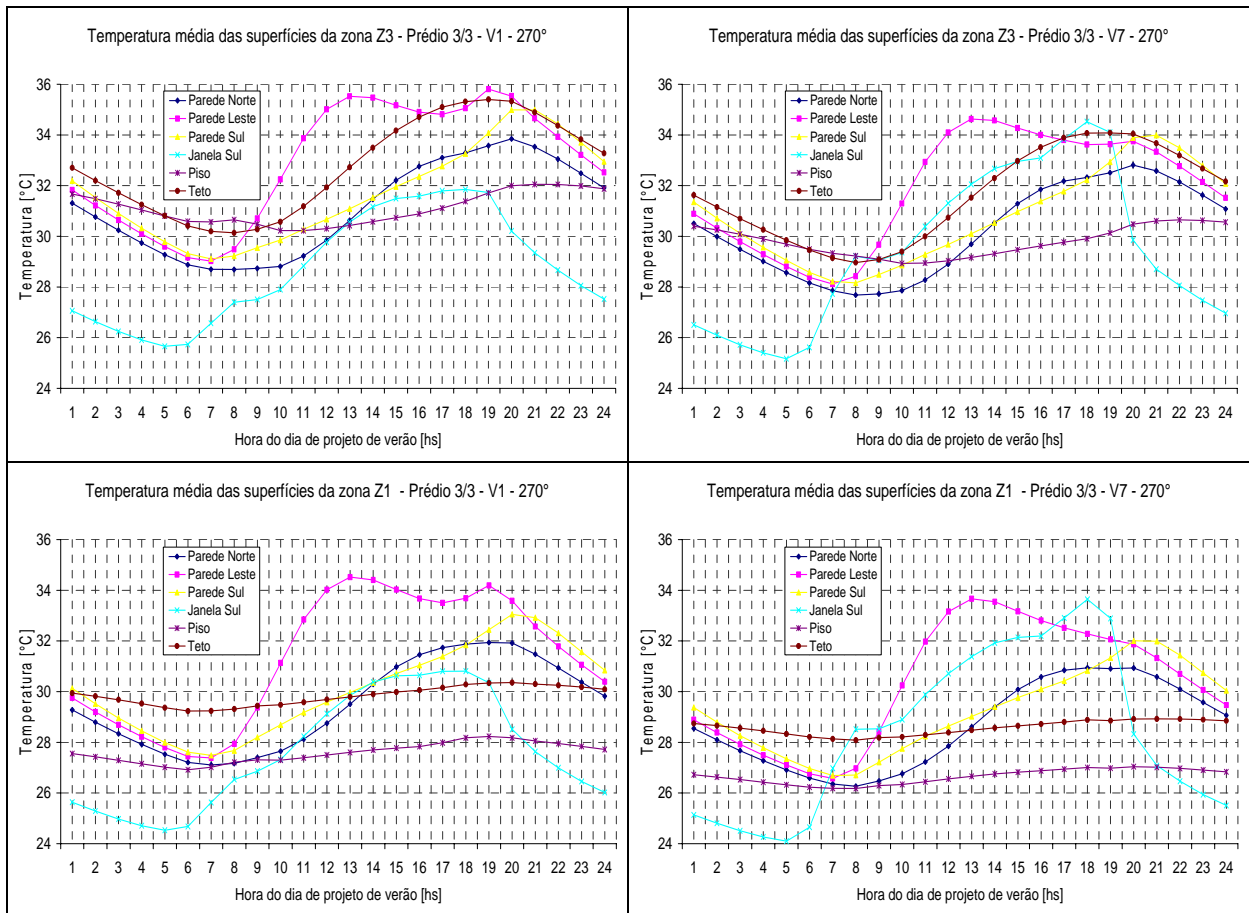 Temperatura média das superfícies da zona Z3 - Prédio 3/3 - V1 - 270°
36
34
32
30
28
26
24
Temperatura [°C]
Parede Norte
Parede Leste
Parede Sul
Janela Sul
Piso
Teto
1 2 3 4 5 6 7 8 9 10 11 12 13 14 15 16 17 18 19 20 21 22 23 24
Hora do dia de projeto de verão [hs]
Temperatura média das superfícies da zona Z3 - Prédio 3/3 - V7 - 270°
36
34
32
30
28
26
24
Temperatura [°C]
Parede Norte
Parede Leste
Parede Sul
Janela Sul
Piso
Teto
1 2 3 4 5 6 7 8 9 10 11 12 13 14 15 16 17 18 19 20 21 22 23 24
Hora do dia de projeto de verão [hs]
Temperatura média das superfícies da zona Z1 - Prédio 3/3 - V1 - 270°
36
34
32
30
28
26
24
Temperatura [°C]
Parede Norte
Parede Leste
Parede Sul
Janela Sul
Piso
Teto
1 2 3 4 5 6 7 8 9 10 11 12 13 14 15 16 17 18 19 20 21 22 23 24
Hora do dia de projeto de verão [hs]
Temperatura média das superfícies da zona Z1 - Prédio 3/3 - V7 - 270°
36
34
32
30
28
26
24
Temperatura [°C]
Parede Norte
Parede Leste
Parede Sul
Janela Sul
Piso
Teto
1 2 3 4 5 6 7 8 9 10 11 12 13 14 15 16 17 18 19 20 21 22 23 24
Hora do dia de projeto de verão [hs]